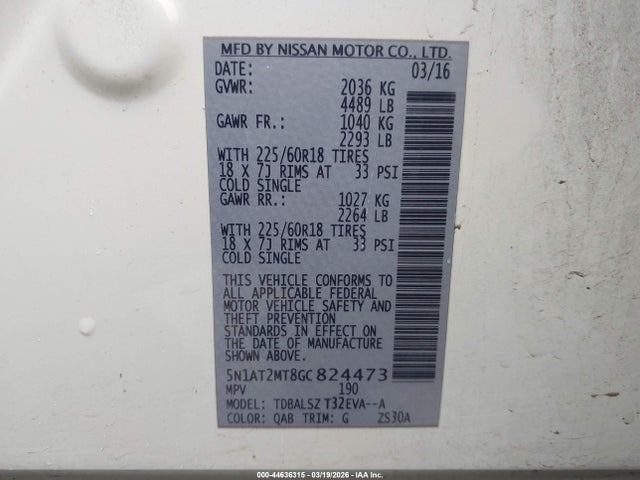 MFD BY NISSAN MOTOR CO., LTD.
DATE: 03/16
GVWR: 2036 KG
4489 LB
GAWR FR.: 1040 KG
2293 LB
WITH 225/60R18 TIRES
18 X 7J RIMS AT 33 PSI
COLD SINGLE
GAWR RR.: 1027 KG
2264 LB
WITH 225/60R18 TIRES
18 X 7J RIMS AT 33 PSI
COLD SINGLE
THIS VEHICLE CONFORMS TO
ALL APPLICABLE FEDERAL
MOTOR VEHICLE SAFETY AND
THEFT PREVENTION
STANDARDS IN EFFECT ON
THE DATE OF MANUFACTURE
SHOWN ABOVE.
5N1AT2MT8GC824473
MPV 190
MODEL: TDBALSZ T32EVA--A
COLOR: QAB TRIM: G ZS30A
000-44636315 - 03/19/2026 - IAA Inc.